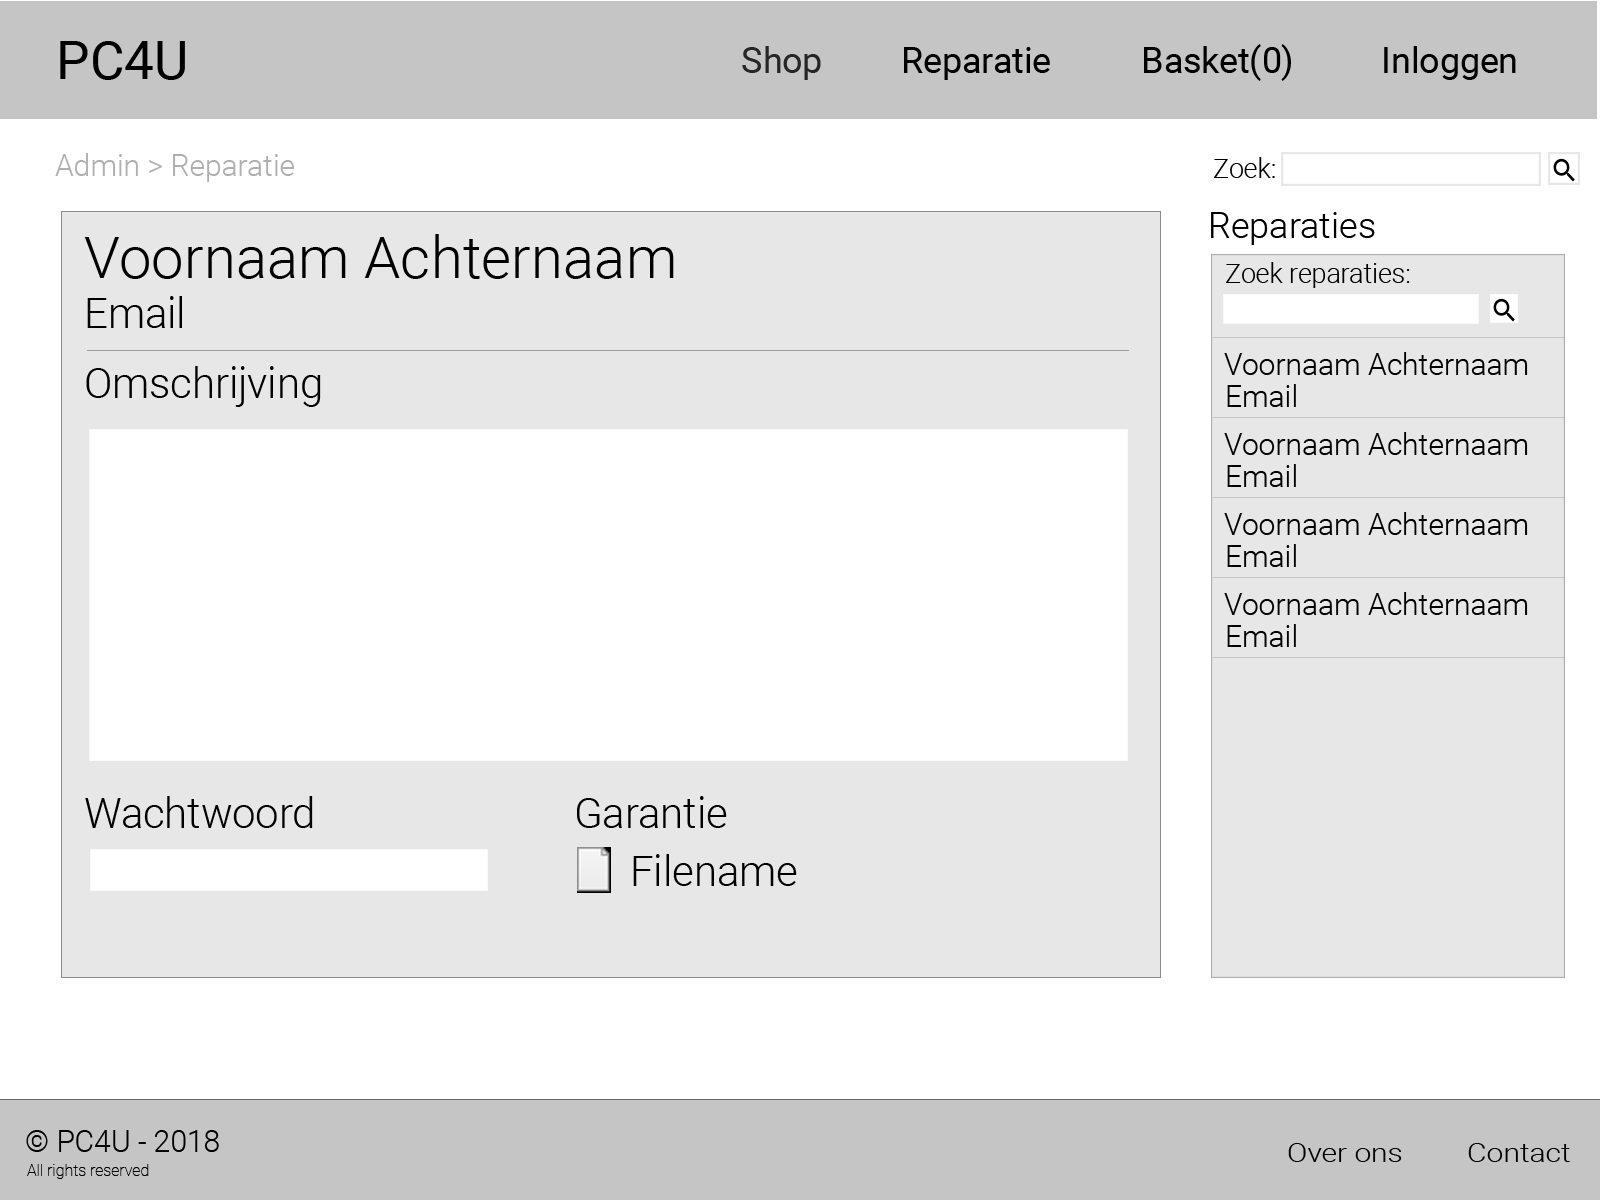 PC4U
Shop
Reparatie
Basket(0)
Inloggen
Admin > Reparatie
Zoek:
Voornaam Achternaam
Email
Omschrijving
Wachtwoord
Garantie
Filename
Reparaties
Zoek reparaties:
Voornaam Achternaam
Email
Voornaam Achternaam
Email
Voornaam Achternaam
Email
Voornaam Achternaam
Email
© PC4U - 2018
All rights reserved
Over ons
Contact